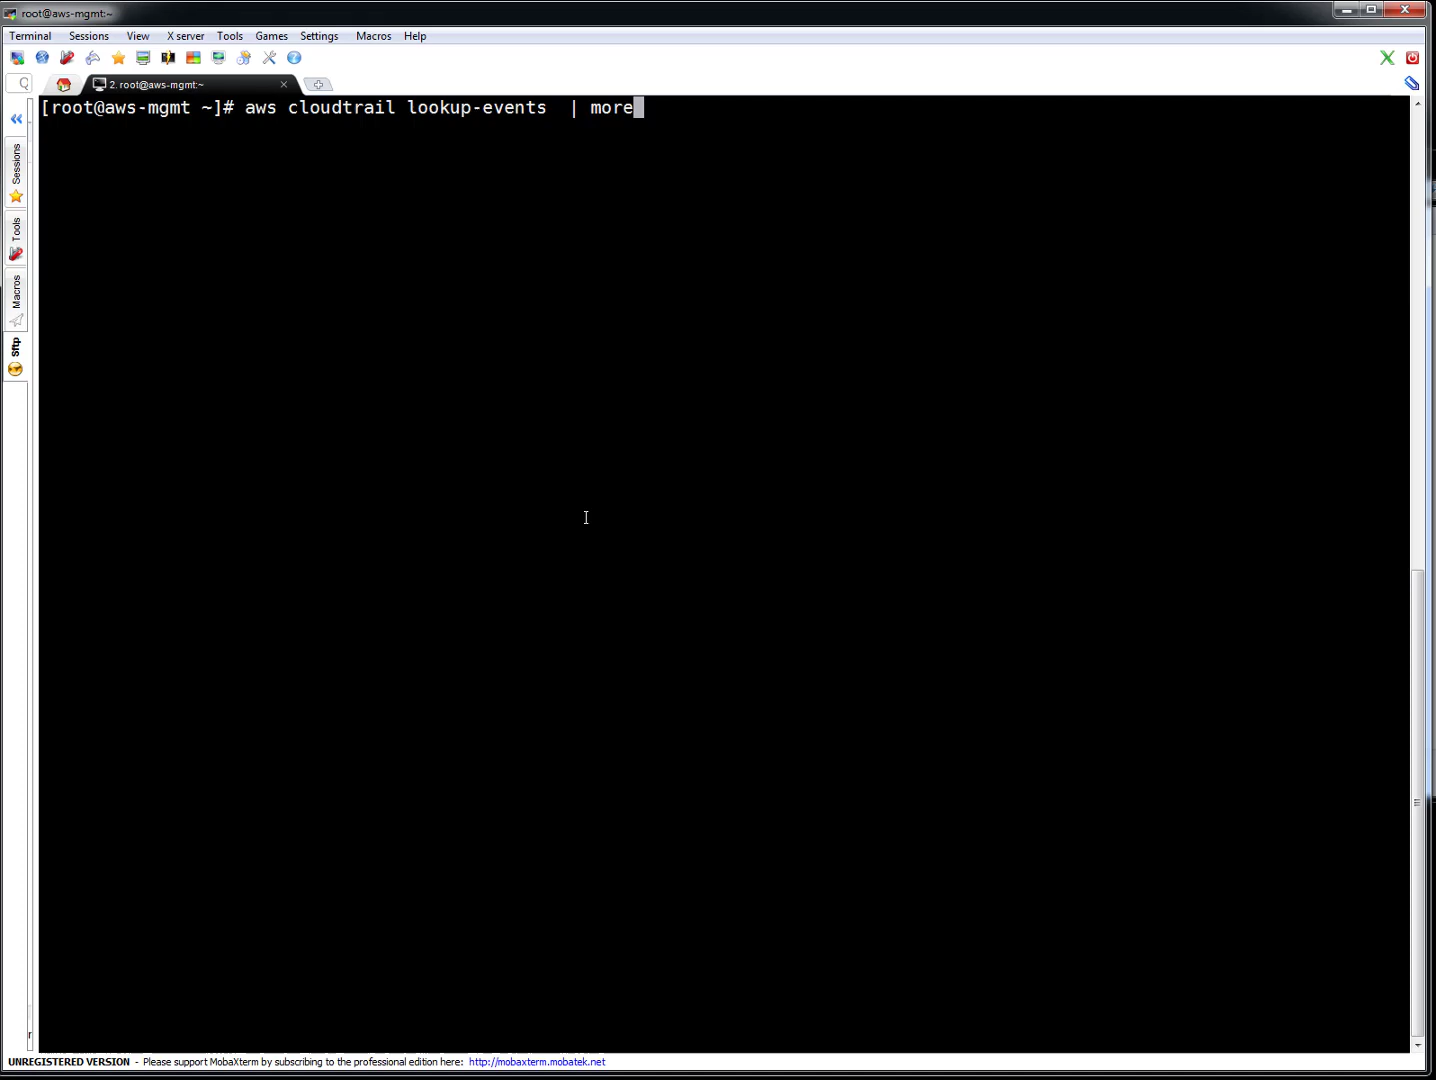 root@aws-mgmt:~
Terminal Sessions View X server Tools Games Settings Macros Help
2. root@aws-mgmt:~
[root@aws-mgmt ~]# aws cloudtrail lookup-events  | more
Sessions
Tools
Macros
Sftp
UNREGISTERED VERSION - Please support MobaXterm by subscribing to the professional edition here: http://mobaxterm.mobatek.net